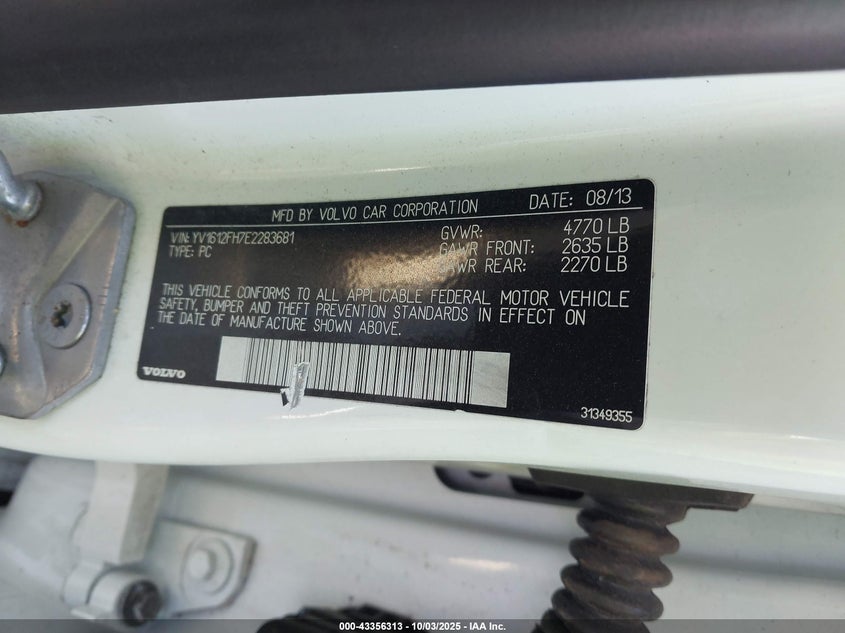 MFD BY VOLVO CAR CORPORATION DATE: 08/13
VIN: YV1612FH7E2283681
TYPE: PC
GVWR: 4770 LB
GAWR FRONT: 2635 LB
GAWR REAR: 2270 LB
THIS VEHICLE CONFORMS TO ALL APPLICABLE FEDERAL MOTOR VEHICLE
SAFETY, BUMPER AND THEFT PREVENTION STANDARDS IN EFFECT ON
THE DATE OF MANUFACTURE SHOWN ABOVE.
VOLVO
31349355
000-43356313 - 10/03/2025 - IAA Inc.